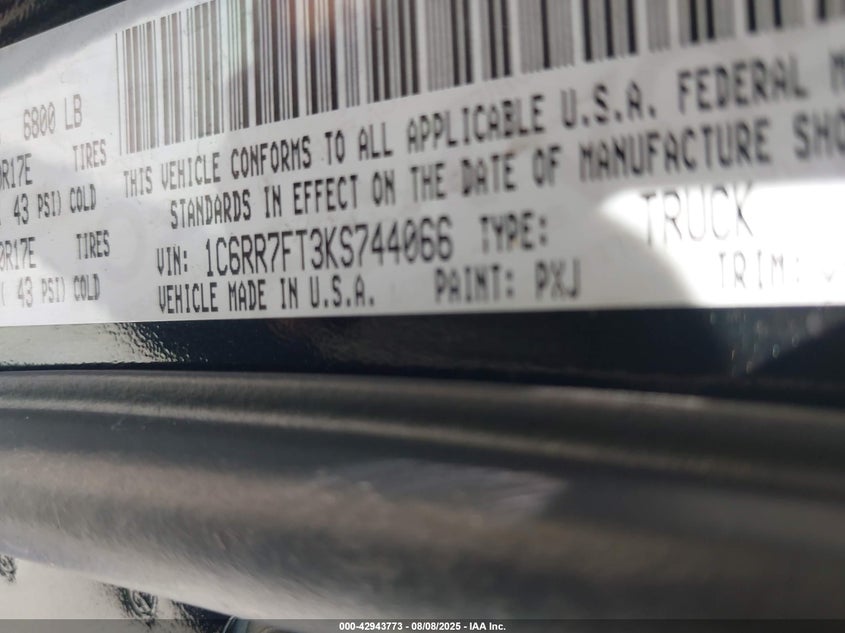 6800 LB
0R17E TIRES
43 PSI) COLD
0R17E TIRES
( 43 PSI) COLD
THIS VEHICLE CONFORMS TO ALL APPLICABLE U.S.A. FEDERAL M
STANDARDS IN EFFECT ON THE DATE OF MANUFACTURE SHO
VIN: 1C6RR7FT3KS744066 TYPE: TRUCK
VEHICLE MADE IN U.S.A. PAINT: PXJ TRIM:
000-42943773 - 08/08/2025 - IAA Inc.